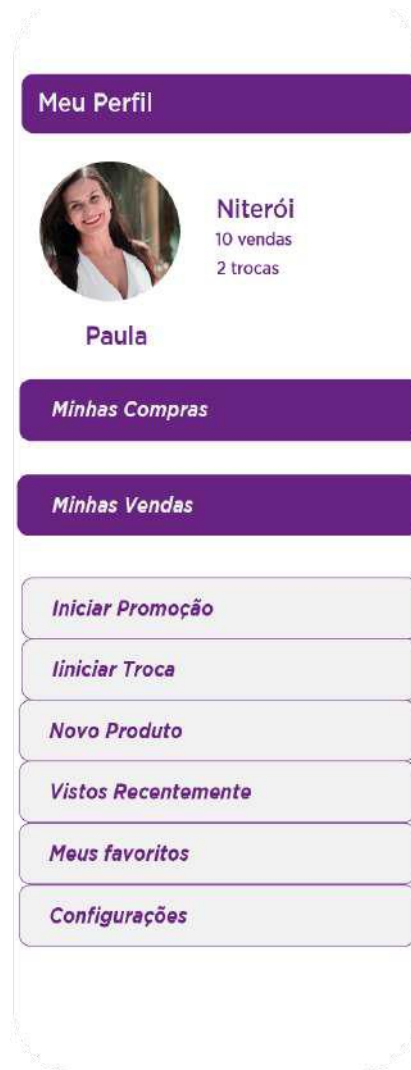 Meu Perfil
Niterói
10 vendas
2 trocas
Paula
Minhas Compras
Minhas Vendas
Iniciar Promoção
Iiniciar Troca
Novo Produto
Vistos Recentemente
Meus favoritos
Configurações